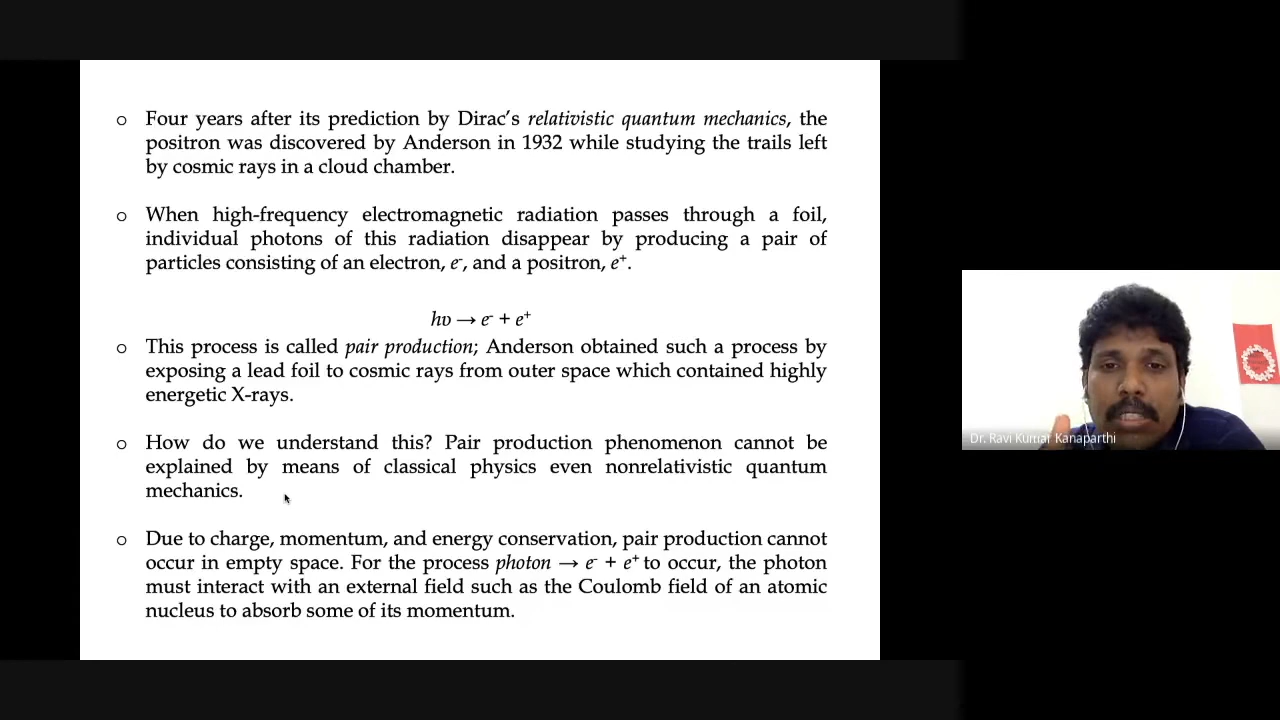 o Four years after its prediction by Dirac's relativistic quantum mechanics, the
positron was discovered by Anderson in 1932 while studying the trails left
by cosmic rays in a cloud chamber.
o When high-frequency electromagnetic radiation passes through a foil,
individual photons of this radiation disappear by producing a pair of
particles consisting of an electron, e⁻, and a positron, e⁺.
hυ → e⁻ + e⁺
o This process is called pair production; Anderson obtained such a process by
exposing a lead foil to cosmic rays from outer space which contained highly
energetic X-rays.
o How do we understand this? Pair production phenomenon cannot be
explained by means of classical physics even nonrelativistic quantum
mechanics.
o Due to charge, momentum, and energy conservation, pair production cannot
occur in empty space. For the process photon → e⁻ + e⁺ to occur, the photon
must interact with an external field such as the Coulomb field of an atomic
nucleus to absorb some of its momentum.
Dr. Ravi Kumar Kanaparthi